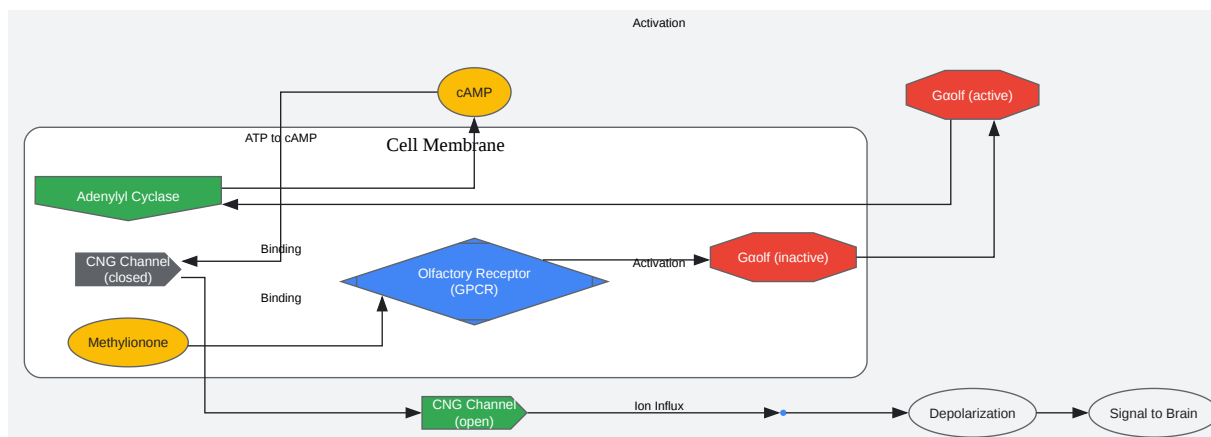 Activation
cAMP
Gαolf (active)
ATP to cAMP
Cell Membrane
Adenylyl Cyclase
CNG Channel
(closed)
Binding
Olfactory Receptor
(GPCR)
Activation
Gαolf (inactive)
Binding
Methylionone
CNG Channel
(open)
Ion Influx
Depolarization
Signal to Brain